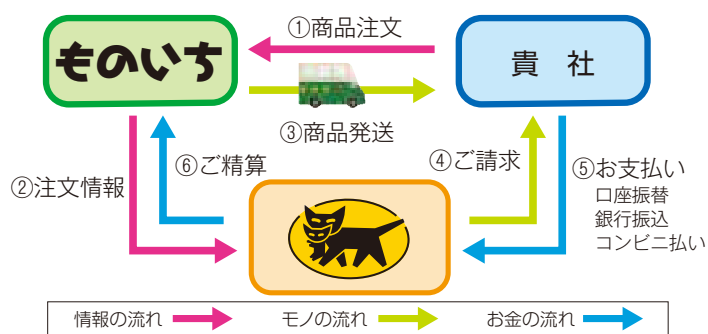 ①商品注文
ものいち
貴 社
③商品発送
②注文情報
⑥ご精算
④ご請求
⑤お支払い
口座振替
銀行振込
コンビニ払い
情報の流れ
モノの流れ
お金の流れ